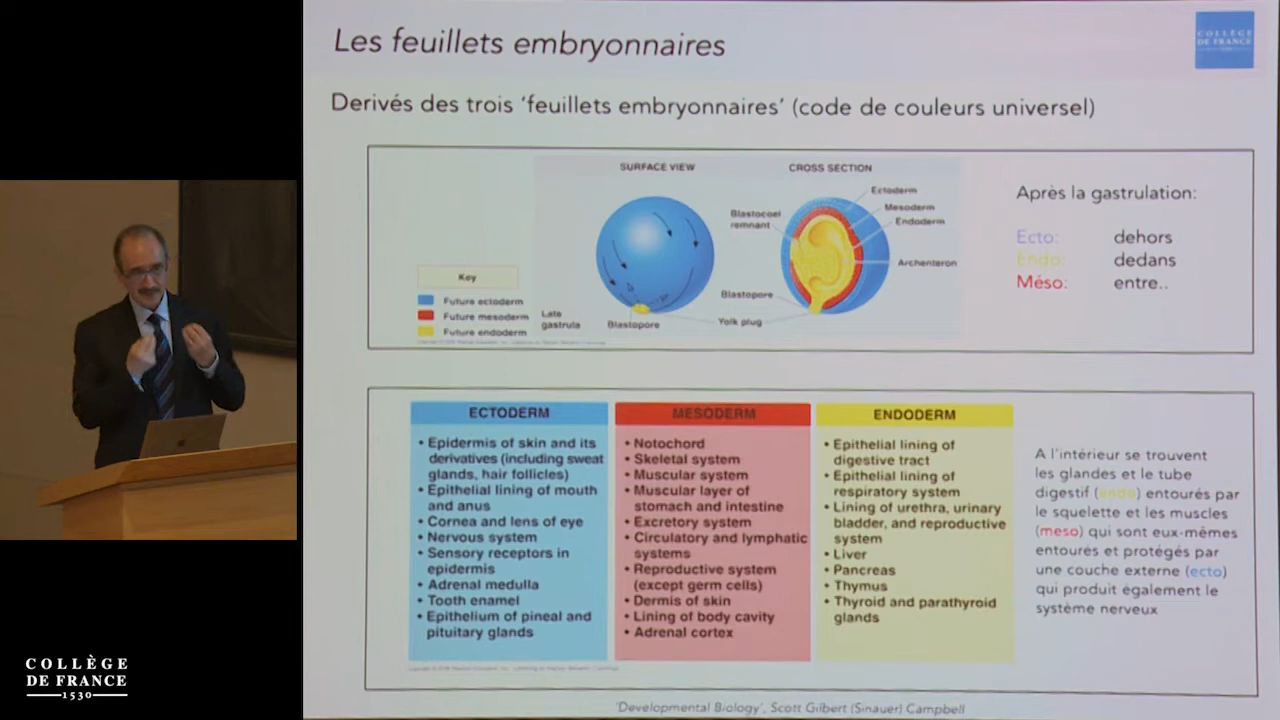 Les feuillets embryonnaires
COLLÈGE
DE FRANCE
1530
Derivés des trois 'feuillets embryonnaires' (code de couleurs universel)
SURFACE VIEW
CROSS SECTION
Ectoderm
Mesoderm
Endoderm
Blastocoel
remnant
Archenteron
Blastopore
Yolk plug
Key
Future ectoderm
Future mesoderm
Future endoderm
Late
gastrula
Blastopore
Après la gastrulation:
Ecto: dehors
Endo: dedans
Méso: entre..
ECTODERM
• Epidermis of skin and its
derivatives (including sweat
glands, hair follicles)
• Epithelial lining of mouth
and anus
• Cornea and lens of eye
• Nervous system
• Sensory receptors in
epidermis
• Adrenal medulla
• Tooth enamel
• Epithelium of pineal and
pituitary glands
MESODERM
• Notochord
• Skeletal system
• Muscular system
• Muscular layer of
stomach and intestine
• Excretory system
• Circulatory and lymphatic
systems
• Reproductive system
(except germ cells)
• Dermis of skin
• Lining of body cavity
• Adrenal cortex
ENDODERM
• Epithelial lining of
digestive tract
• Epithelial lining of
respiratory system
• Lining of urethra, urinary
bladder, and reproductive
system
• Liver
• Pancreas
• Thymus
• Thyroid and parathyroid
glands
A l'intérieur se trouvent
les glandes et le tube
digestif (endo) entourés par
le squelette et les muscles
(meso) qui sont eux-mêmes
entourés et protégés par
une couche externe (ecto)
qui produit également le
système nerveux
'Developmental Biology', Scott Gilbert (Sinauer) Campbell
COLLÈGE
DE FRANCE
1530